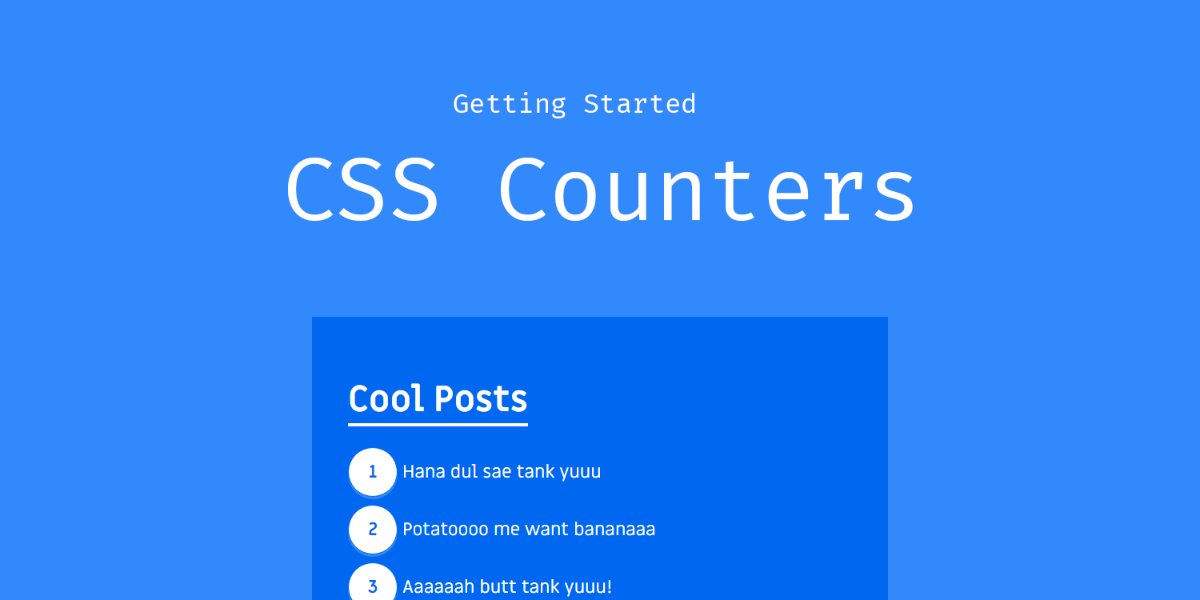 Getting Started
CSS Counters
Cool Posts
1 Hana dul sae tank yuuu
2 Potatoooo me want bananaaa
3 Aaaaaah butt tank yuuu!